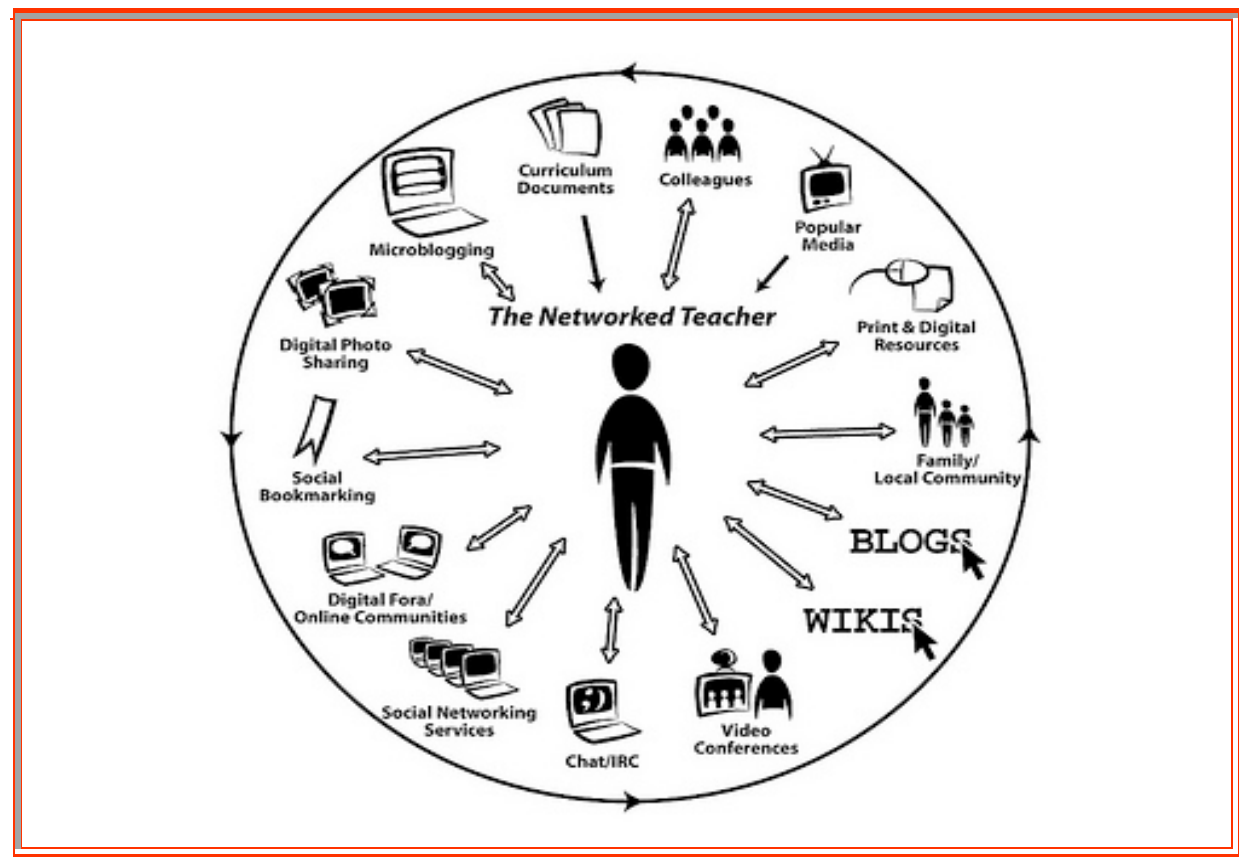 Curriculum
Documents
Colleagues
Popular
Media
Microblogging
The Networked Teacher
Print & Digital
Resources
Digital Photo
Sharing
Family/
Local Community
Social
Bookmarking
BLOGS
Digital Fora/
Online Communities
WIKIS
Social Networking
Services
Video
Conferences
Chat/IRC